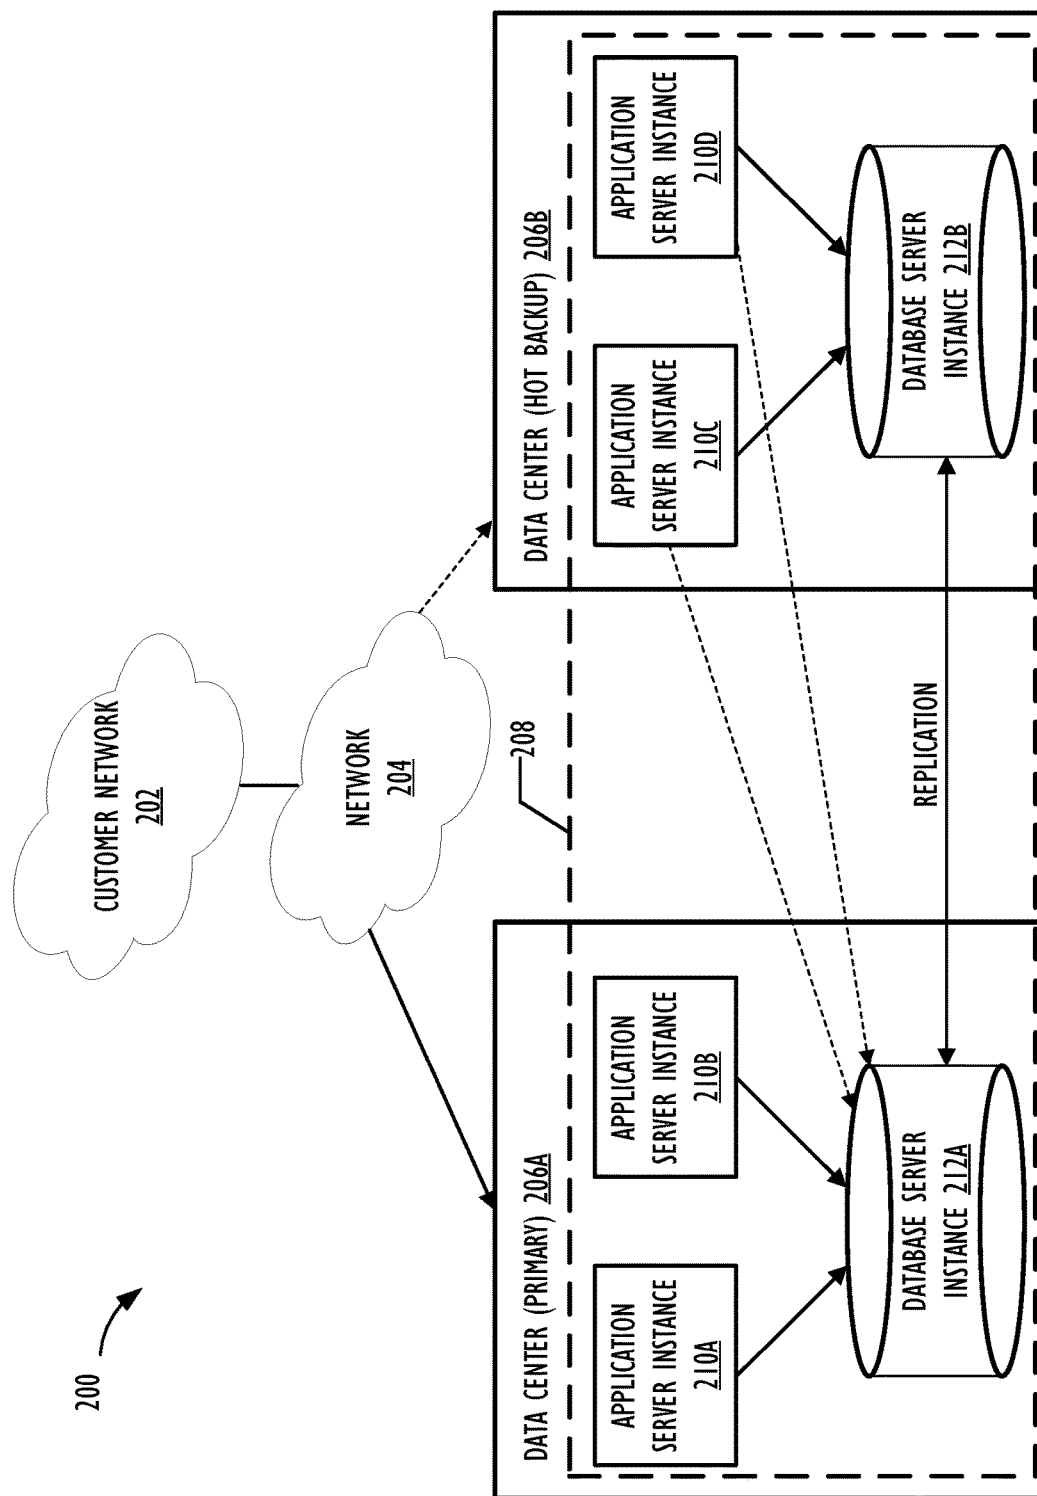 200
CUSTOMER NETWORK
202
NETWORK
204
208
DATA CENTER (PRIMARY) 206A
APPLICATION
SERVER INSTANCE
210A
APPLICATION
SERVER INSTANCE
210B
DATABASE SERVER
INSTANCE 212A
REPLICATION
DATA CENTER (HOT BACKUP) 206B
APPLICATION
SERVER INSTANCE
210C
APPLICATION
SERVER INSTANCE
210D
DATABASE SERVER
INSTANCE 212B